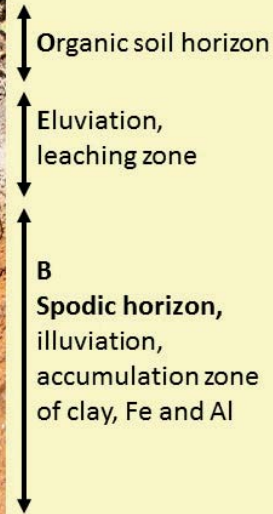 Organic soil horizon
Eluviation,
leaching zone
B
Spodic horizon,
illuviation,
accumulation zone
of clay, Fe and Al